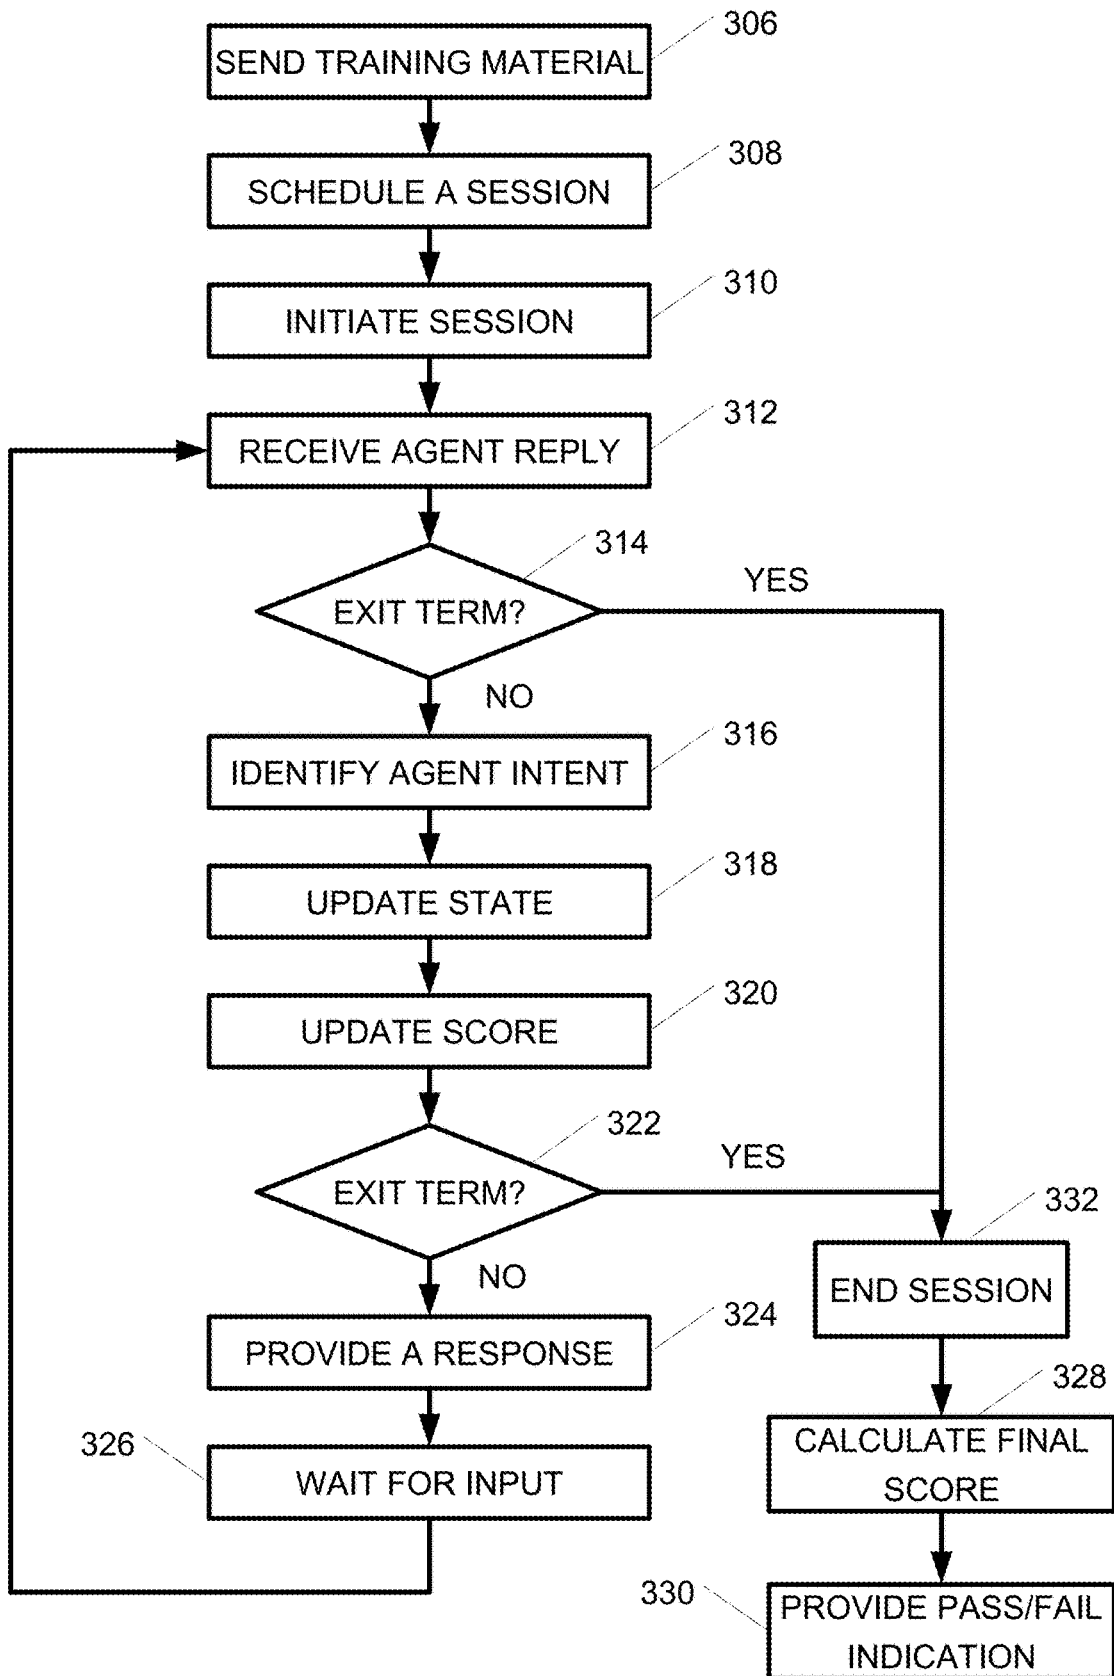 306
SEND TRAINING MATERIAL
308
SCHEDULE A SESSION
310
INITIATE SESSION
312
RECEIVE AGENT REPLY
314
EXIT TERM?
YES
NO
316
IDENTIFY AGENT INTENT
318
UPDATE STATE
320
UPDATE SCORE
322
EXIT TERM?
YES
NO
324
PROVIDE A RESPONSE
326
WAIT FOR INPUT
332
END SESSION
328
CALCULATE FINAL
SCORE
330
PROVIDE PASS/FAIL
INDICATION